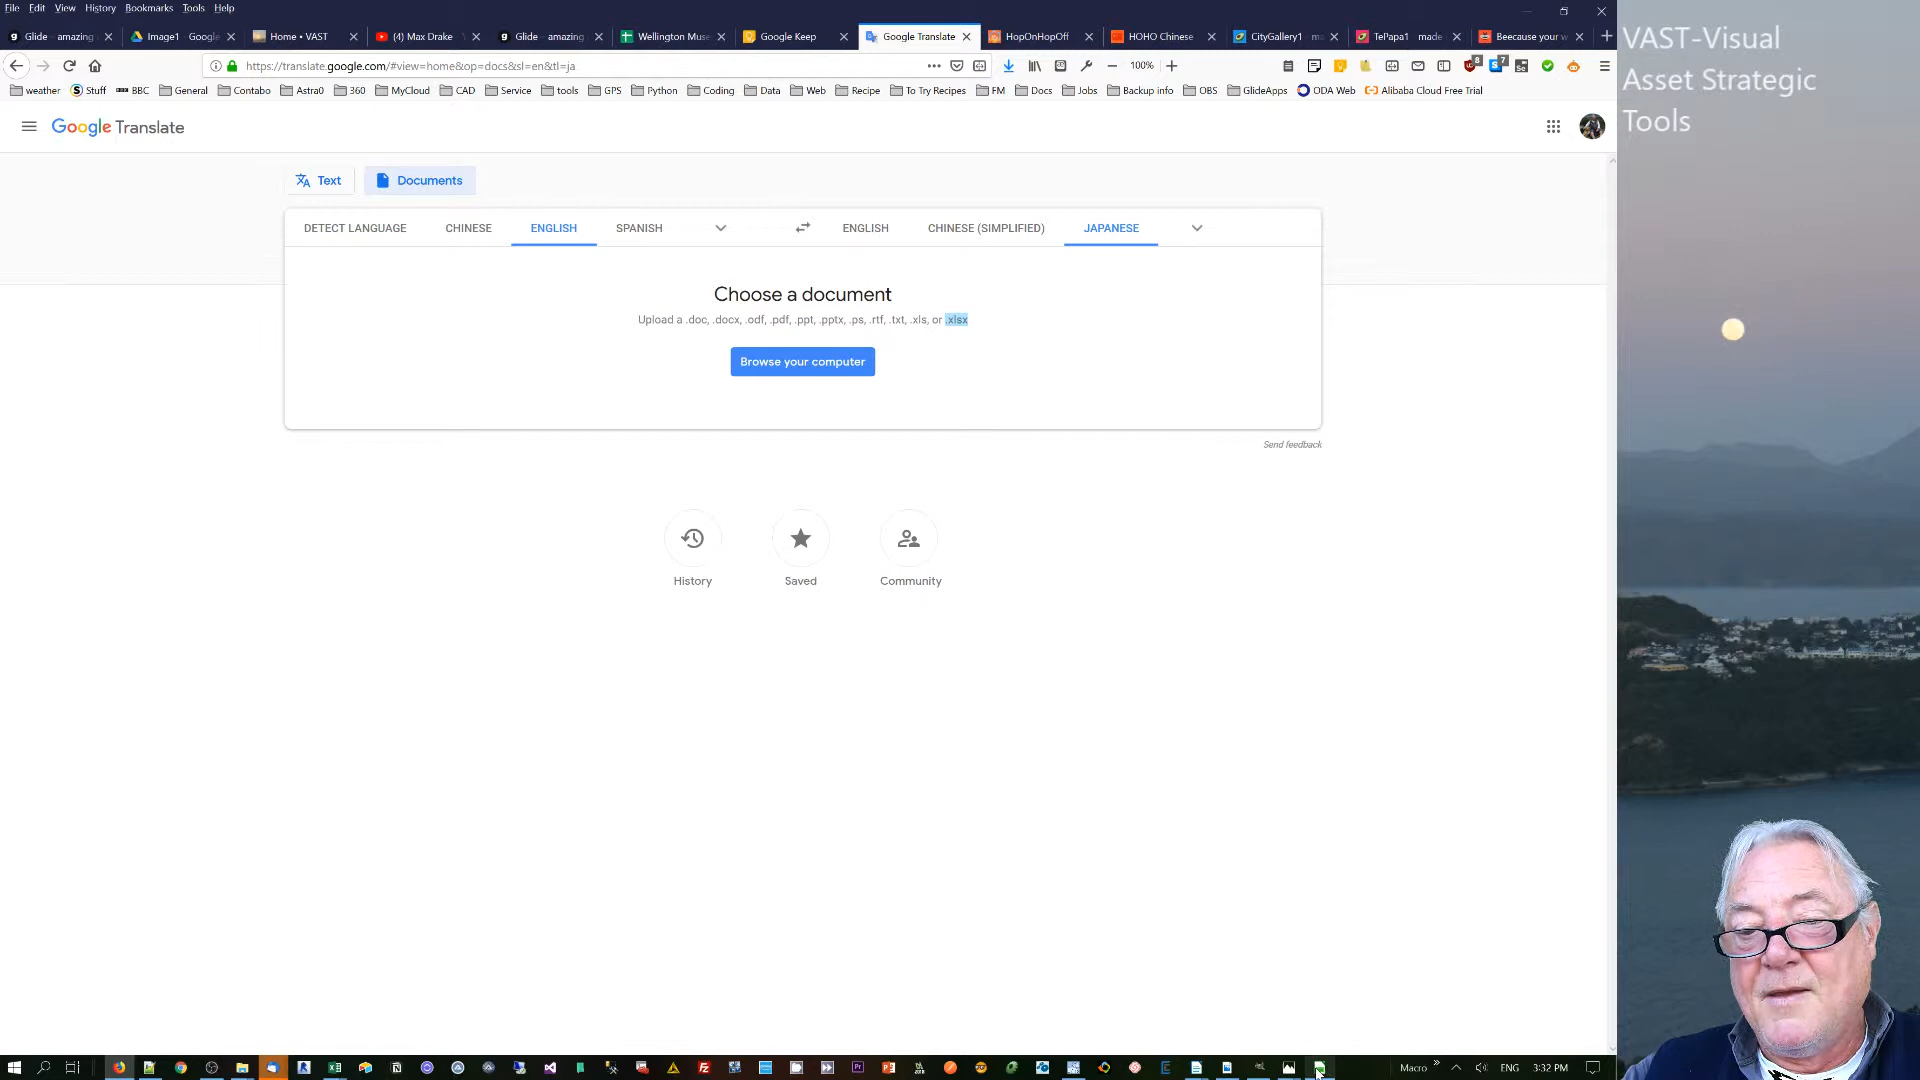 File Edit View History Bookmarks Tools Help
Glide - amazing Image1 - Google Home • VAST (4) Max Drake Glide - amazing Wellington Muse Google Keep Google Translate HopOnHopOff HOHO Chinese CityGallery1 - ma TePapa1 made Beecause your w
https://translate.google.com/#view=home&op=docs&sl=en&tl=ja 100% 8 7
weather Stuff BBC General Contabo Astra0 360 MyCloud CAD Service tools GPS Python Coding Data Web Recipe To Try Recipes FM Docs Jobs Backup info OBS GlideApps ODA Web Alibaba Cloud Free Trial
Google Translate
Text Documents
DETECT LANGUAGE CHINESE ENGLISH SPANISH ENGLISH CHINESE (SIMPLIFIED) JAPANESE
Choose a document
Upload a .doc, .docx, .odf, .pdf, .ppt, .pptx, .ps, .rtf, .txt, .xls, or .xlsx
Browse your computer
Send feedback
History Saved Community
VAST-Visual
Asset Strategic
Tools
Macro ENG 3:32 PM